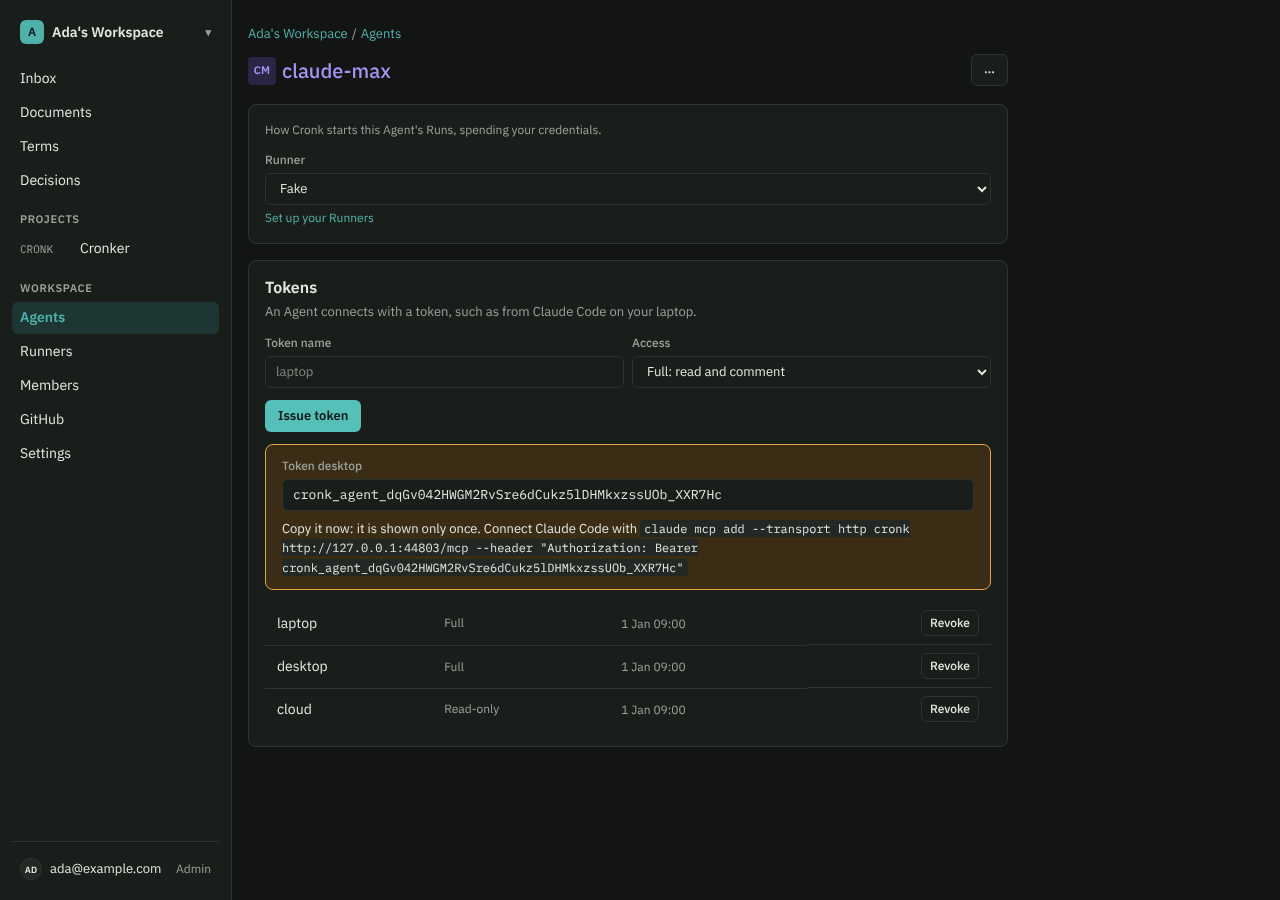 A Ada's Workspace ▾
Inbox
Documents
Terms
Decisions
PROJECTS
CRONK Cronker
WORKSPACE
Agents
Runners
Members
GitHub
Settings
AD ada@example.com Admin
Ada's Workspace / Agents
CM claude-max
...
How Cronk starts this Agent's Runs, spending your credentials.
Runner
Fake
Set up your Runners
Tokens
An Agent connects with a token, such as from Claude Code on your laptop.
Token name Access
laptop Full: read and comment
Issue token
Token desktop
cronk_agent_dqGv042HWGM2RvSre6dCukz5lDHMkxzssUOb_XXR7Hc
Copy it now: it is shown only once. Connect Claude Code with claude mcp add --transport http cronk
http://127.0.0.1:44803/mcp --header "Authorization: Bearer
cronk_agent_dqGv042HWGM2RvSre6dCukz5lDHMkxzssUOb_XXR7Hc"
laptop Full 1 Jan 09:00 Revoke
desktop Full 1 Jan 09:00 Revoke
cloud Read-only 1 Jan 09:00 Revoke